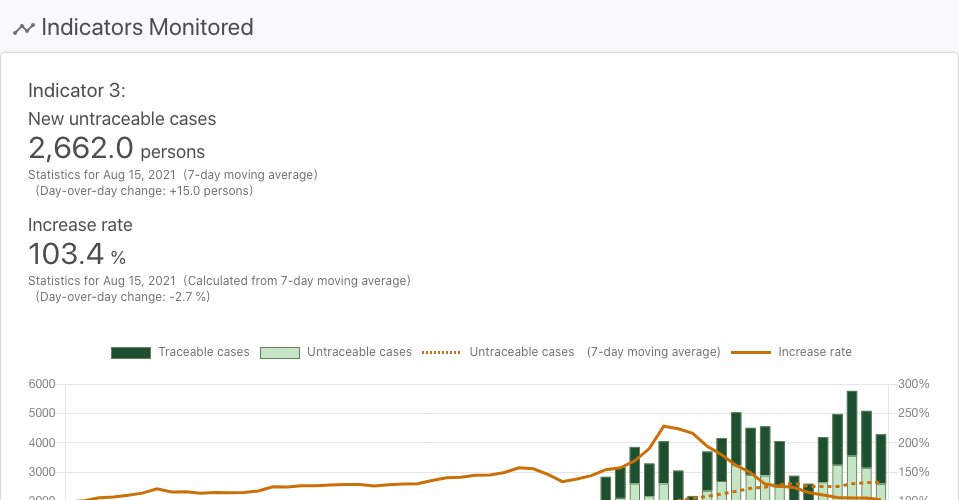 Indicators Monitored
Indicator 3:
New untraceable cases
2,662.0 persons
Statistics for Aug 15, 2021 (7-day moving average)
(Day-over-day change: +15.0 persons)
Increase rate
103.4 %
Statistics for Aug 15, 2021 (Calculated from 7-day moving average)
(Day-over-day change: -2.7 %)
Traceable cases Untraceable cases Untraceable cases (7-day moving average) Increase rate
6000 300%
5000 250%
4000 200%
3000 150%
2000 100%